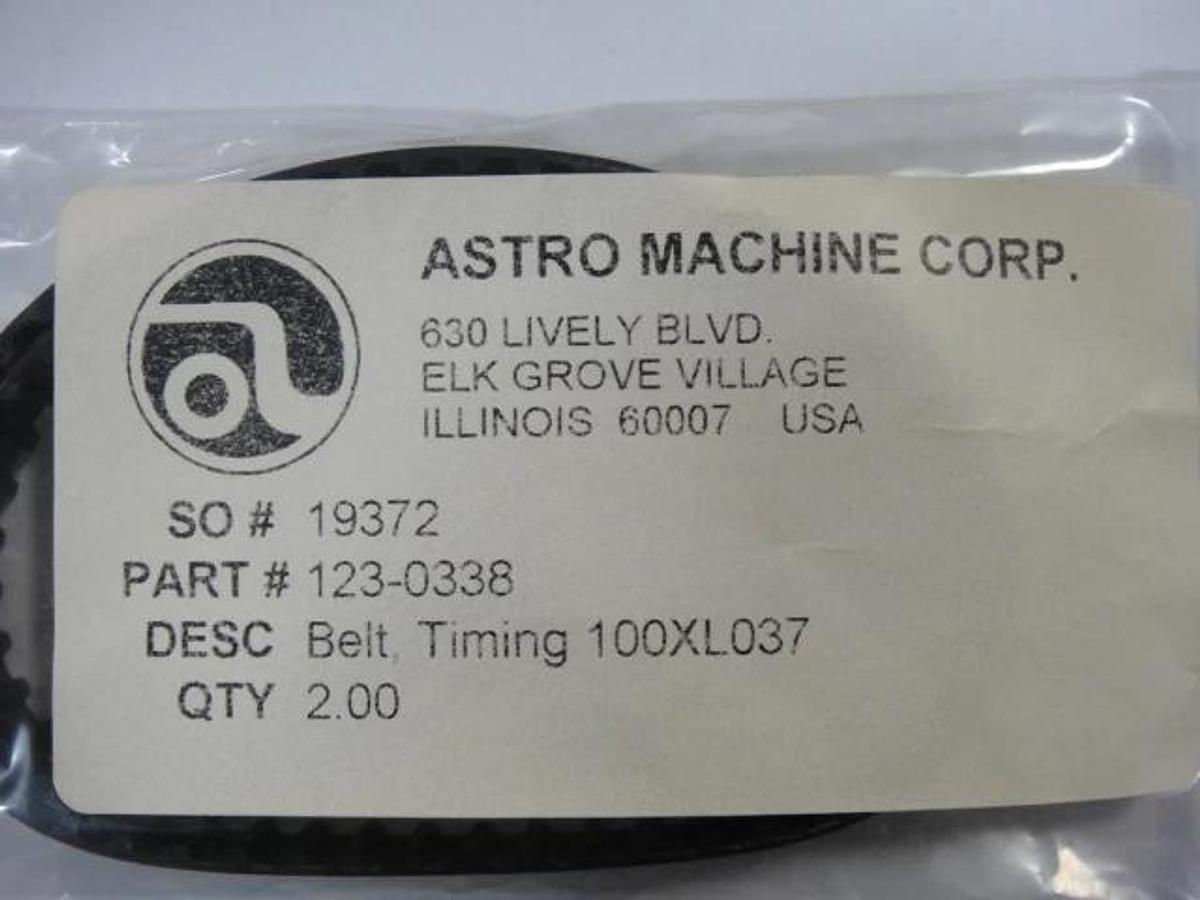 ASTRO MACHINE CORP.
630 LIVELY BLVD.
ELK GROVE VILLAGE
ILLINOIS 60007 USA
SO # 19372
PART # 123-0338
DESC Belt, Timing 100XL037
QTY 2.00